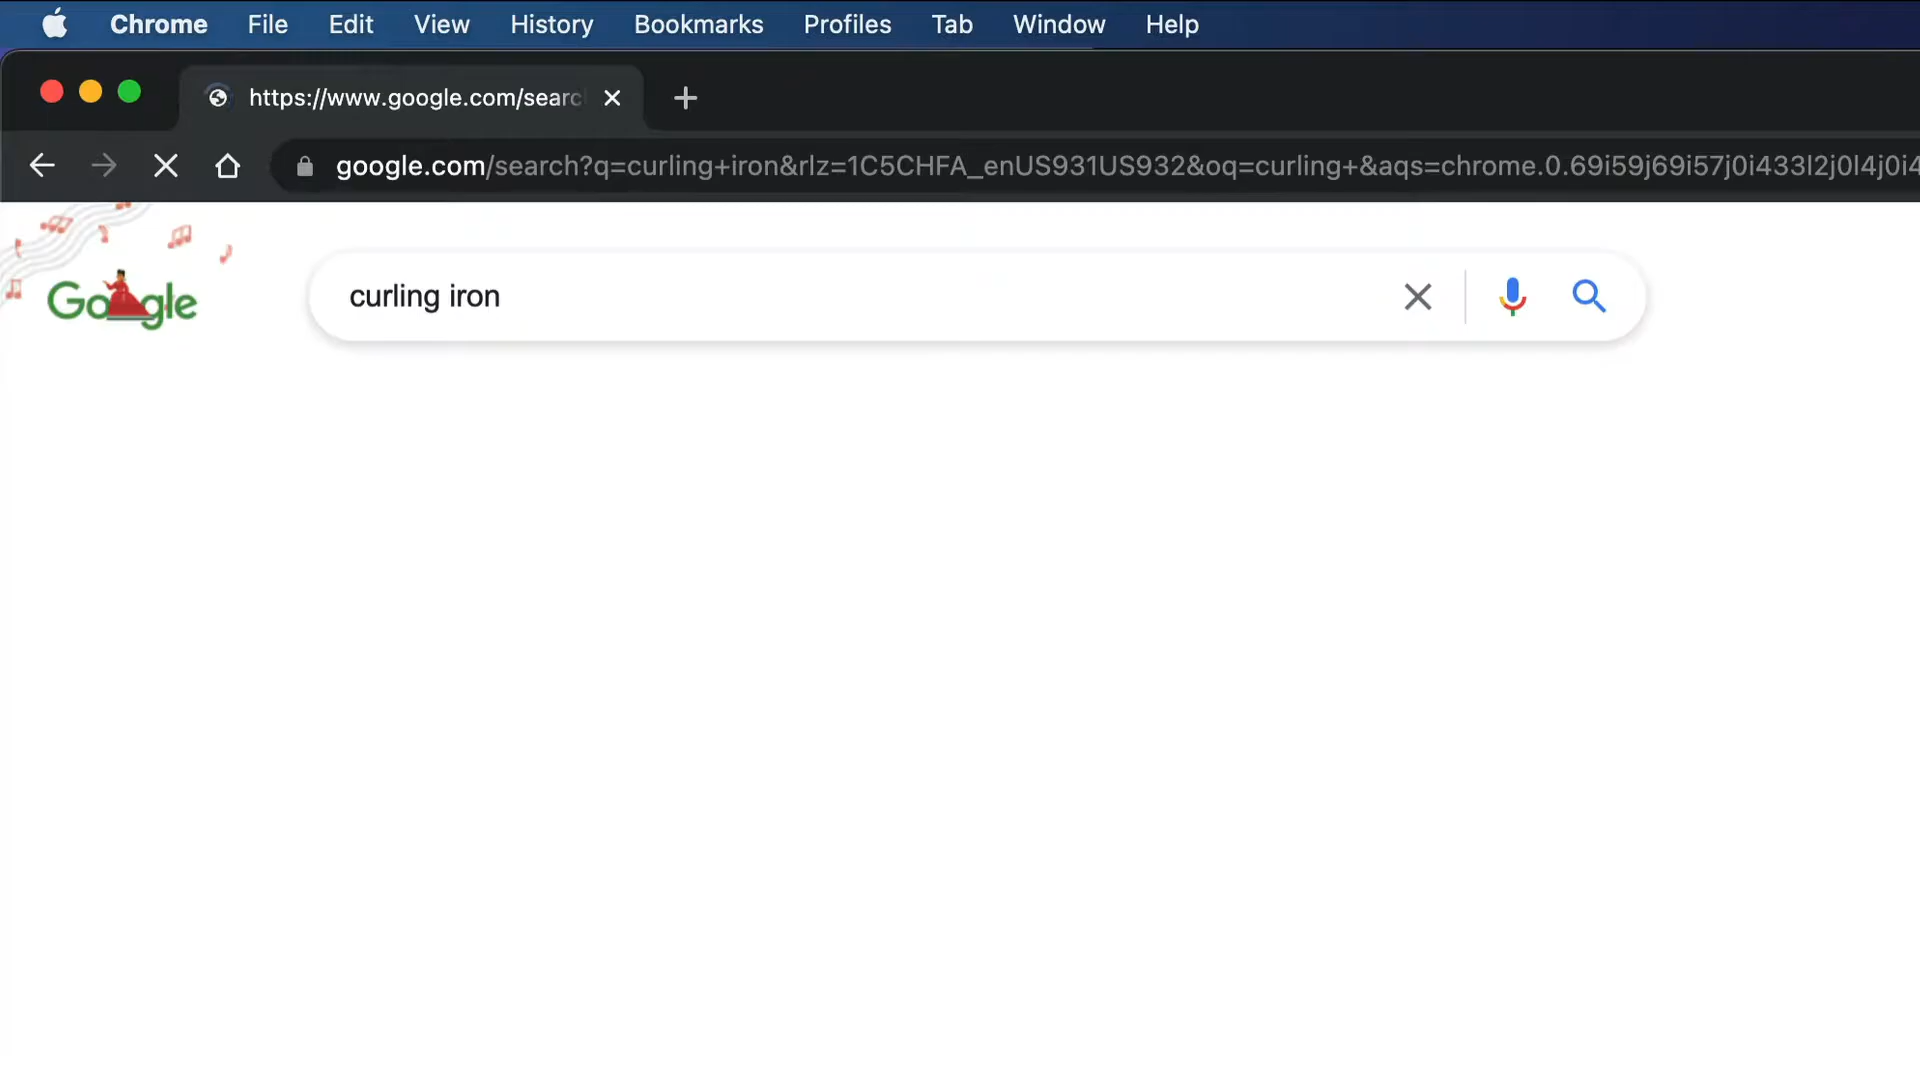 Chrome File Edit View History Bookmarks Profiles Tab Window Help
https://www.google.com/searc
google.com/search?q=curling+iron&rlz=1C5CHFA_enUS931US932&oq=curling+&aqs=chrome.0.69i59j69i57j0i433l2j0l4j0i4
Google
curling iron